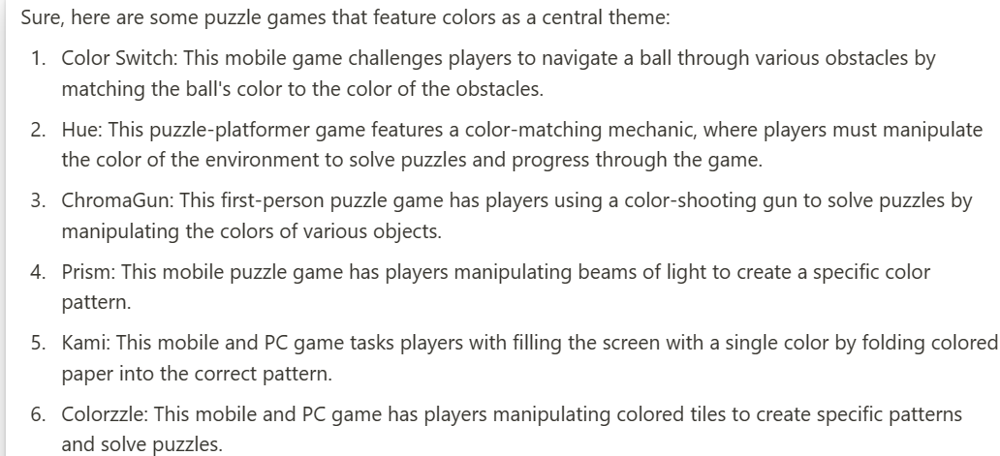 Sure, here are some puzzle games that feature colors as a central theme:
1. Color Switch: This mobile game challenges players to navigate a ball through various obstacles by
matching the ball's color to the color of the obstacles.
2. Hue: This puzzle-platformer game features a color-matching mechanic, where players must manipulate
the color of the environment to solve puzzles and progress through the game.
3. ChromaGun: This first-person puzzle game has players using a color-shooting gun to solve puzzles by
manipulating the colors of various objects.
4. Prism: This mobile puzzle game has players manipulating beams of light to create a specific color
pattern.
5. Kami: This mobile and PC game tasks players with filling the screen with a single color by folding colored
paper into the correct pattern.
6. Colorzzle: This mobile and PC game has players manipulating colored tiles to create specific patterns
and solve puzzles.